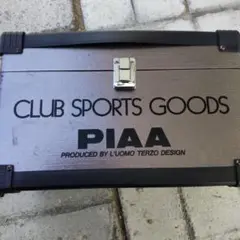 CLUB SPORTS GOODS
PIAA
PRODUCED BY L'UOMO TERZO DESIGN